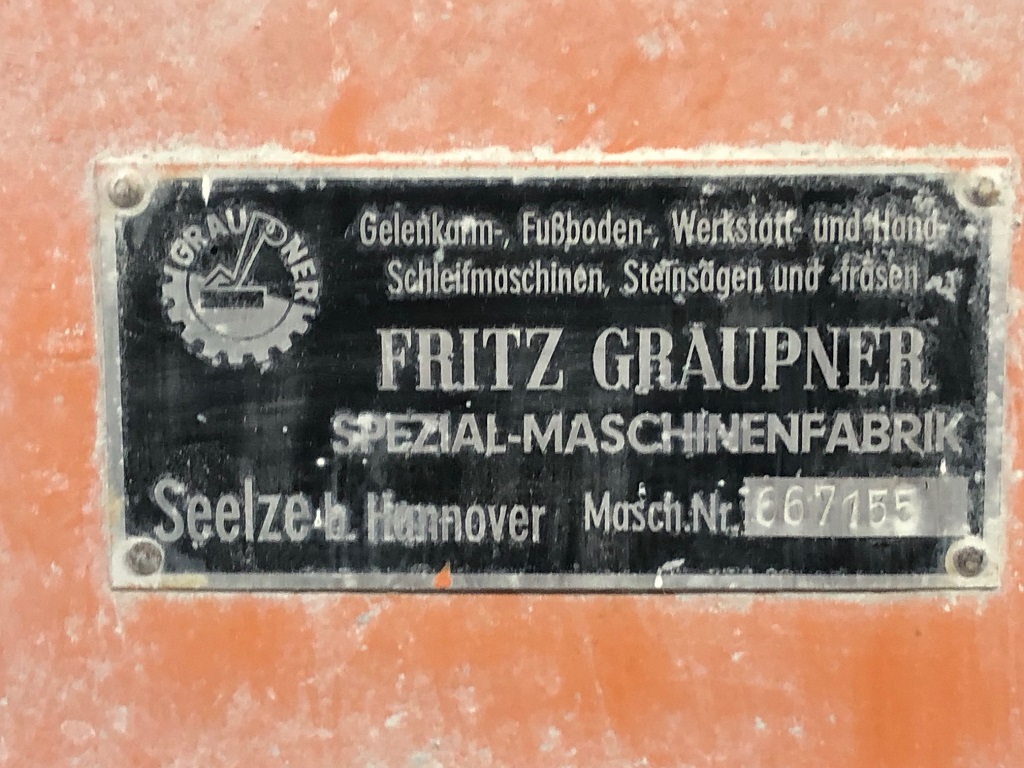 GRAUPNER
Gelenkarm-, Fußboden-, Werkstatt- und Hand-
Schleifmaschinen, Steinsägen und -fräsen
FRITZ GRAUPNER
SPEZIAL-MASCHINENFABRIK
Seelze b. Hannover Masch.Nr. 667155